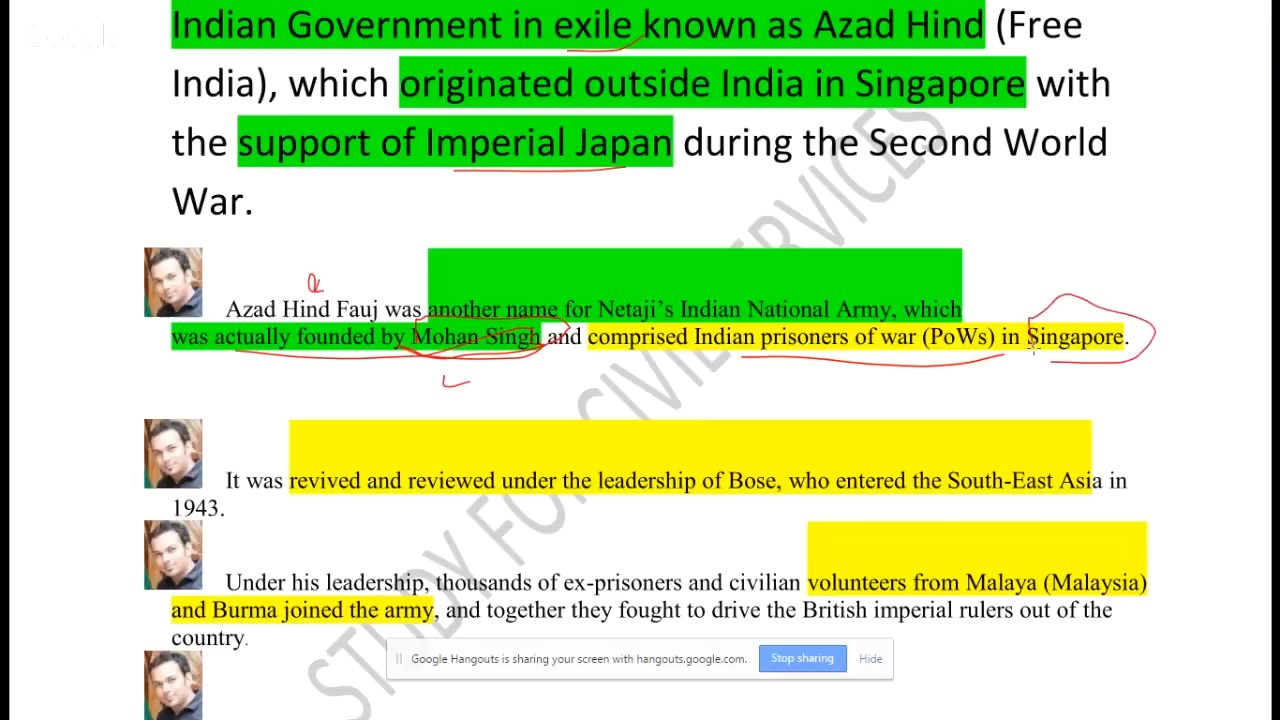 Google
Indian Government in exile known as Azad Hind (Free
India), which originated outside India in Singapore with
the support of Imperial Japan during the Second World
War.
Azad Hind Fauj was another name for Netaji’s Indian National Army, which
was actually founded by Mohan Singh and comprised Indian prisoners of war (PoWs) in Singapore.
It was revived and reviewed under the leadership of Bose, who entered the South-East Asia in
1943.
Under his leadership, thousands of ex-prisoners and civilian volunteers from Malaya (Malaysia)
and Burma joined the army, and together they fought to drive the British imperial rulers out of the
country.
Google Hangouts is sharing your screen with hangouts.google.com. Stop sharing Hide
STUDY FOR CIVIL SERVICES